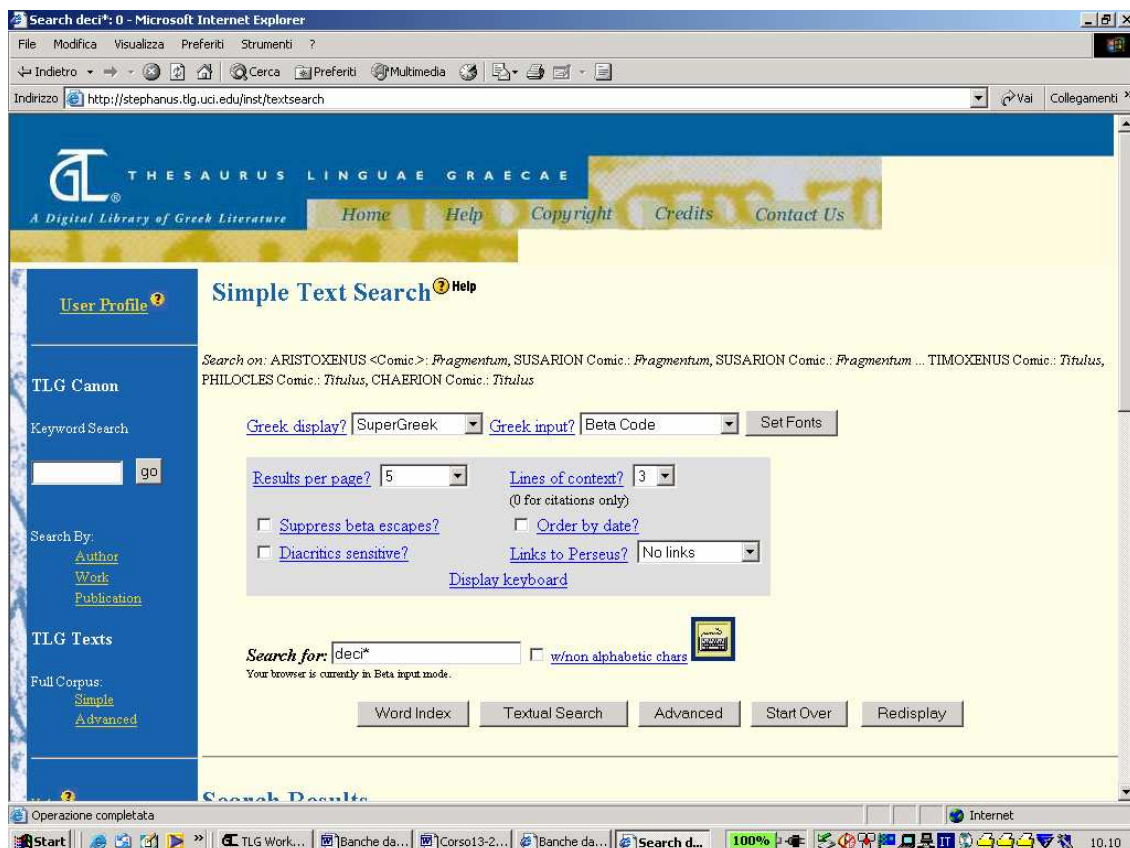 Search deci*: 0 - Microsoft Internet Explorer
File Modifica Visualizza Preferiti Strumenti ?
Indietro Cerca Preferiti Multimedia
Indirizzo http://stephanus.tlg.uci.edu/inst/textsearch Vai Collegamenti »
THESAURUS LINGUAE GRAECAE
A Digital Library of Greek Literature Home Help Copyright Credits Contact Us
User Profile
Simple Text Search Help
Search on: ARISTOXENUS <Comic.>: Fragmentum, SUSARION Comic.: Fragmentum, SUSARION Comic.: Fragmentum ... TIMOXENUS Comic.: Titulus,
PHILOCLES Comic.: Titulus, CHAERION Comic.: Titulus
TLG Canon
Keyword Search
go
Greek display? SuperGreek Greek input? Beta Code Set Fonts
Results per page? 5 Lines of context? 3
(0 for citations only)
Suppress beta escapes? Order by date?
Diacritics sensitive? Links to Perseus? No links
Display keyboard
Search By:
Author
Work
Publication
TLG Texts
Full Corpus:
Simple
Advanced
Search for: deci* w/non alphabetic chars
Your browser is currently in Beta input mode.
Word Index Textual Search Advanced Start Over Redisplay
Search Results
Operazione completata Internet
Start » TLG Work... Banche da... Corso13-2... Banche da... Search d... 100% IT 10.10